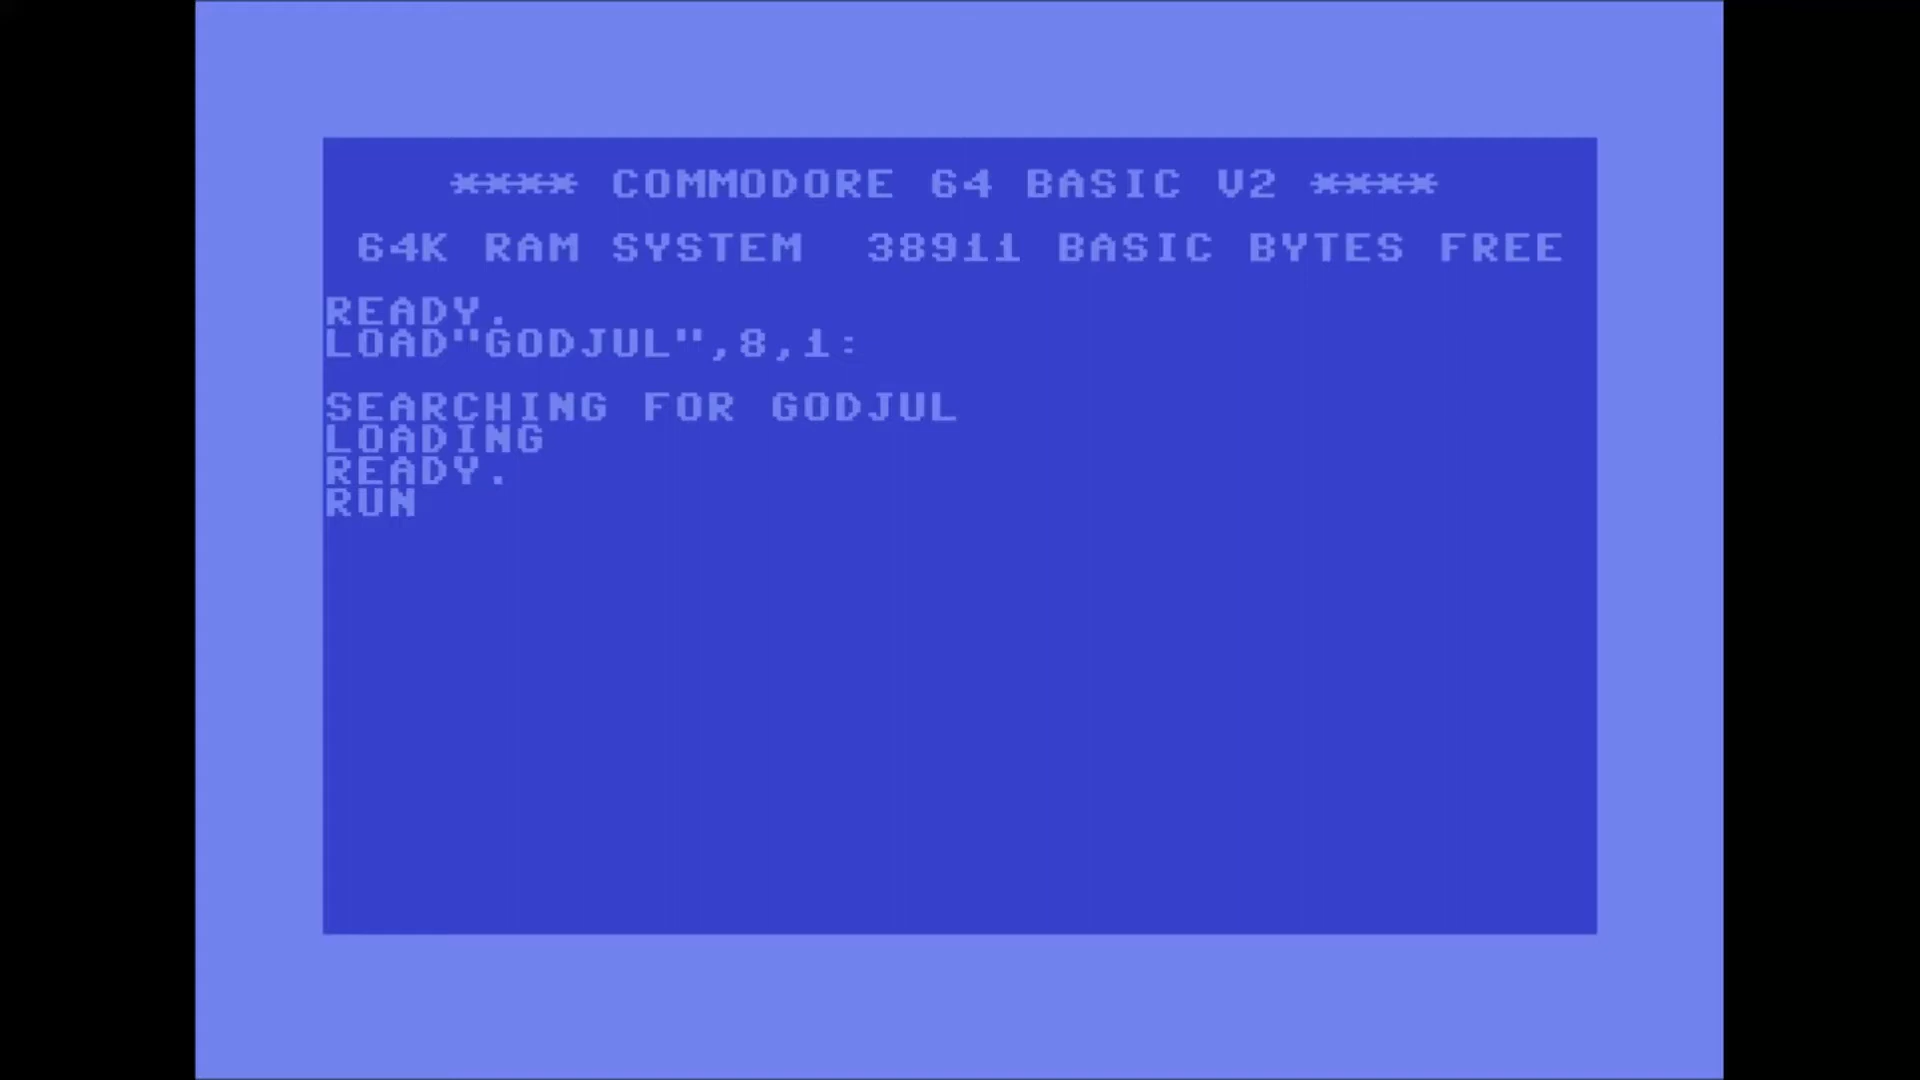 **** COMMODORE 64 BASIC V2 ****
64K RAM SYSTEM  38911 BASIC BYTES FREE
READY.
LOAD"GODJUL",8,1:
SEARCHING FOR GODJUL
LOADING
READY.
RUN